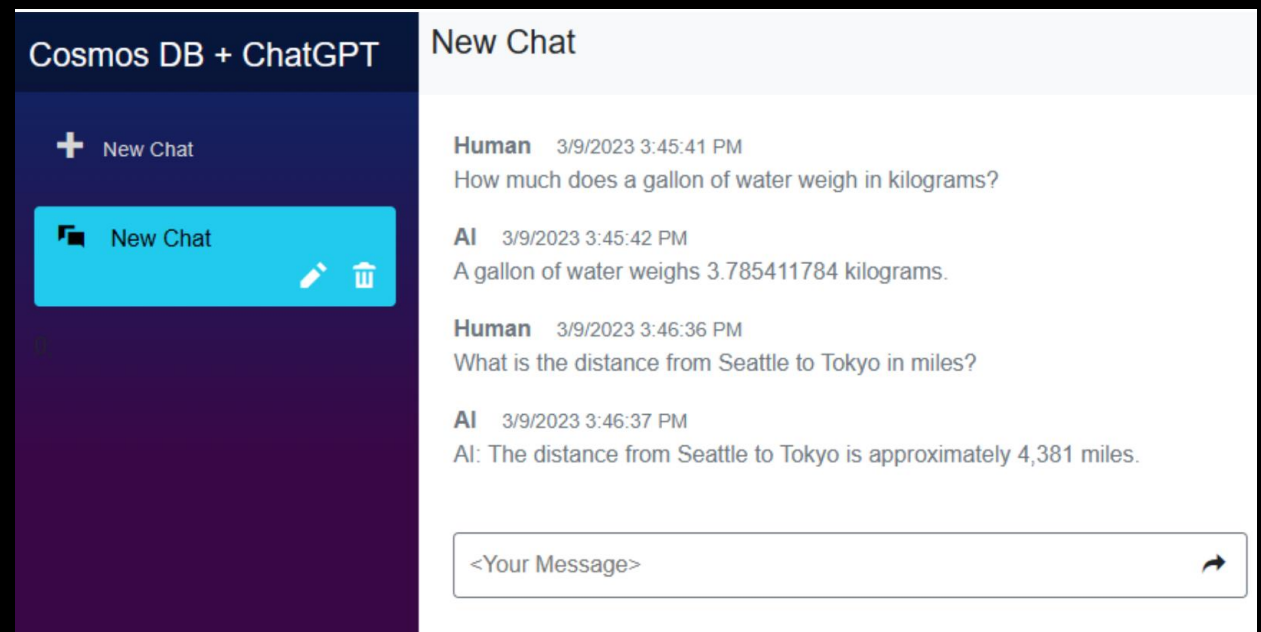 Cosmos DB + ChatGPT
New Chat
New Chat
New Chat
Human 3/9/2023 3:45:41 PM
How much does a gallon of water weigh in kilograms?
AI 3/9/2023 3:45:42 PM
A gallon of water weighs 3.785411784 kilograms.
Human 3/9/2023 3:46:36 PM
What is the distance from Seattle to Tokyo in miles?
AI 3/9/2023 3:46:37 PM
AI: The distance from Seattle to Tokyo is approximately 4,381 miles.
<Your Message>